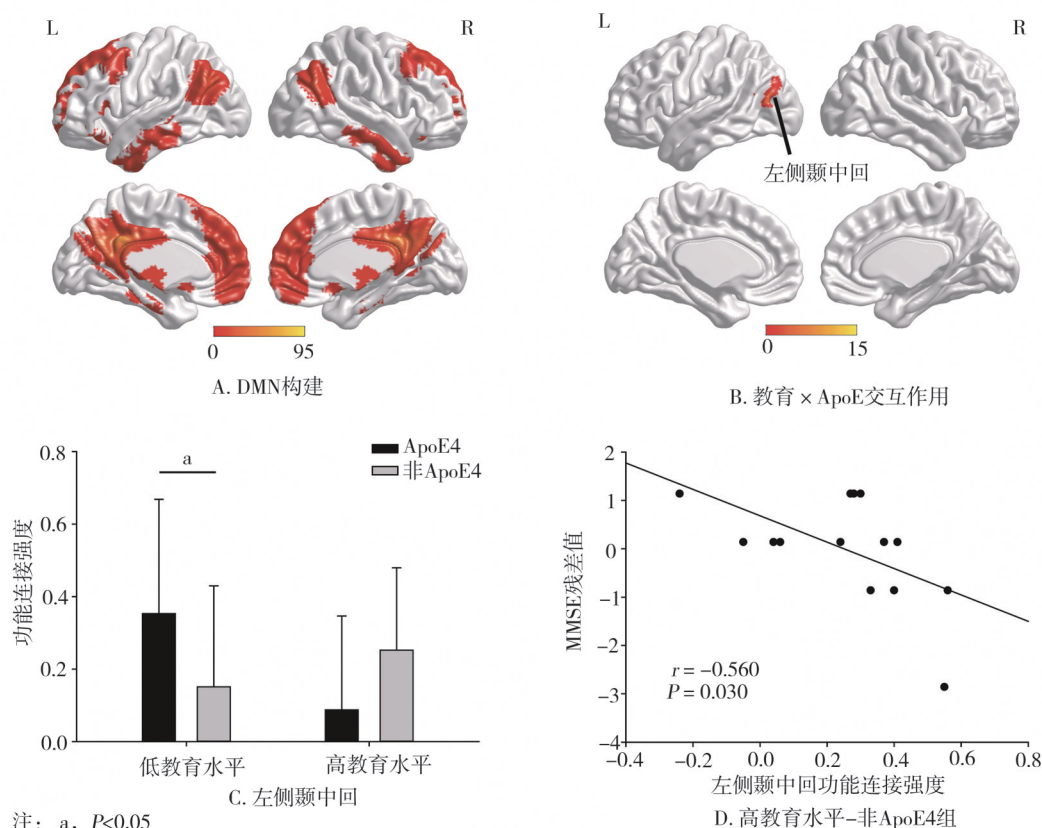 L
R
0
95
A. DMN构建
L
R
左侧颞中回
0
15
B. 教育 × ApoE交互作用
功能连接强度
0.8
0.6
0.4
0.2
0.0
a
ApoE4
非ApoE4
低教育水平
高教育水平
C. 左侧颞中回
注： a，P<0.05
MMSE残差值
2
1
0
-1
-2
-3
-4
r = -0.560
P = 0.030
-0.4
-0.2
0.0
0.2
0.4
0.6
0.8
左侧颞中回功能连接强度
D. 高教育水平-非ApoE4组